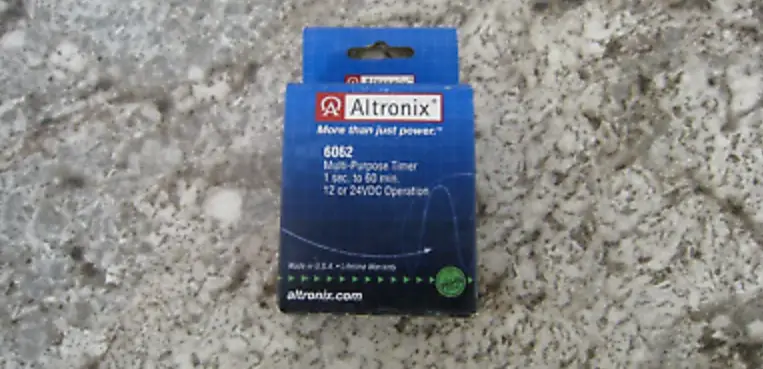 Altronix
Altronix®
More than just power.™
6062
Multi-Purpose Timer
1 sec. to 60 min.
12 or 24VDC Operation
Made in U.S.A. • Lifetime Warranty
altronix.com